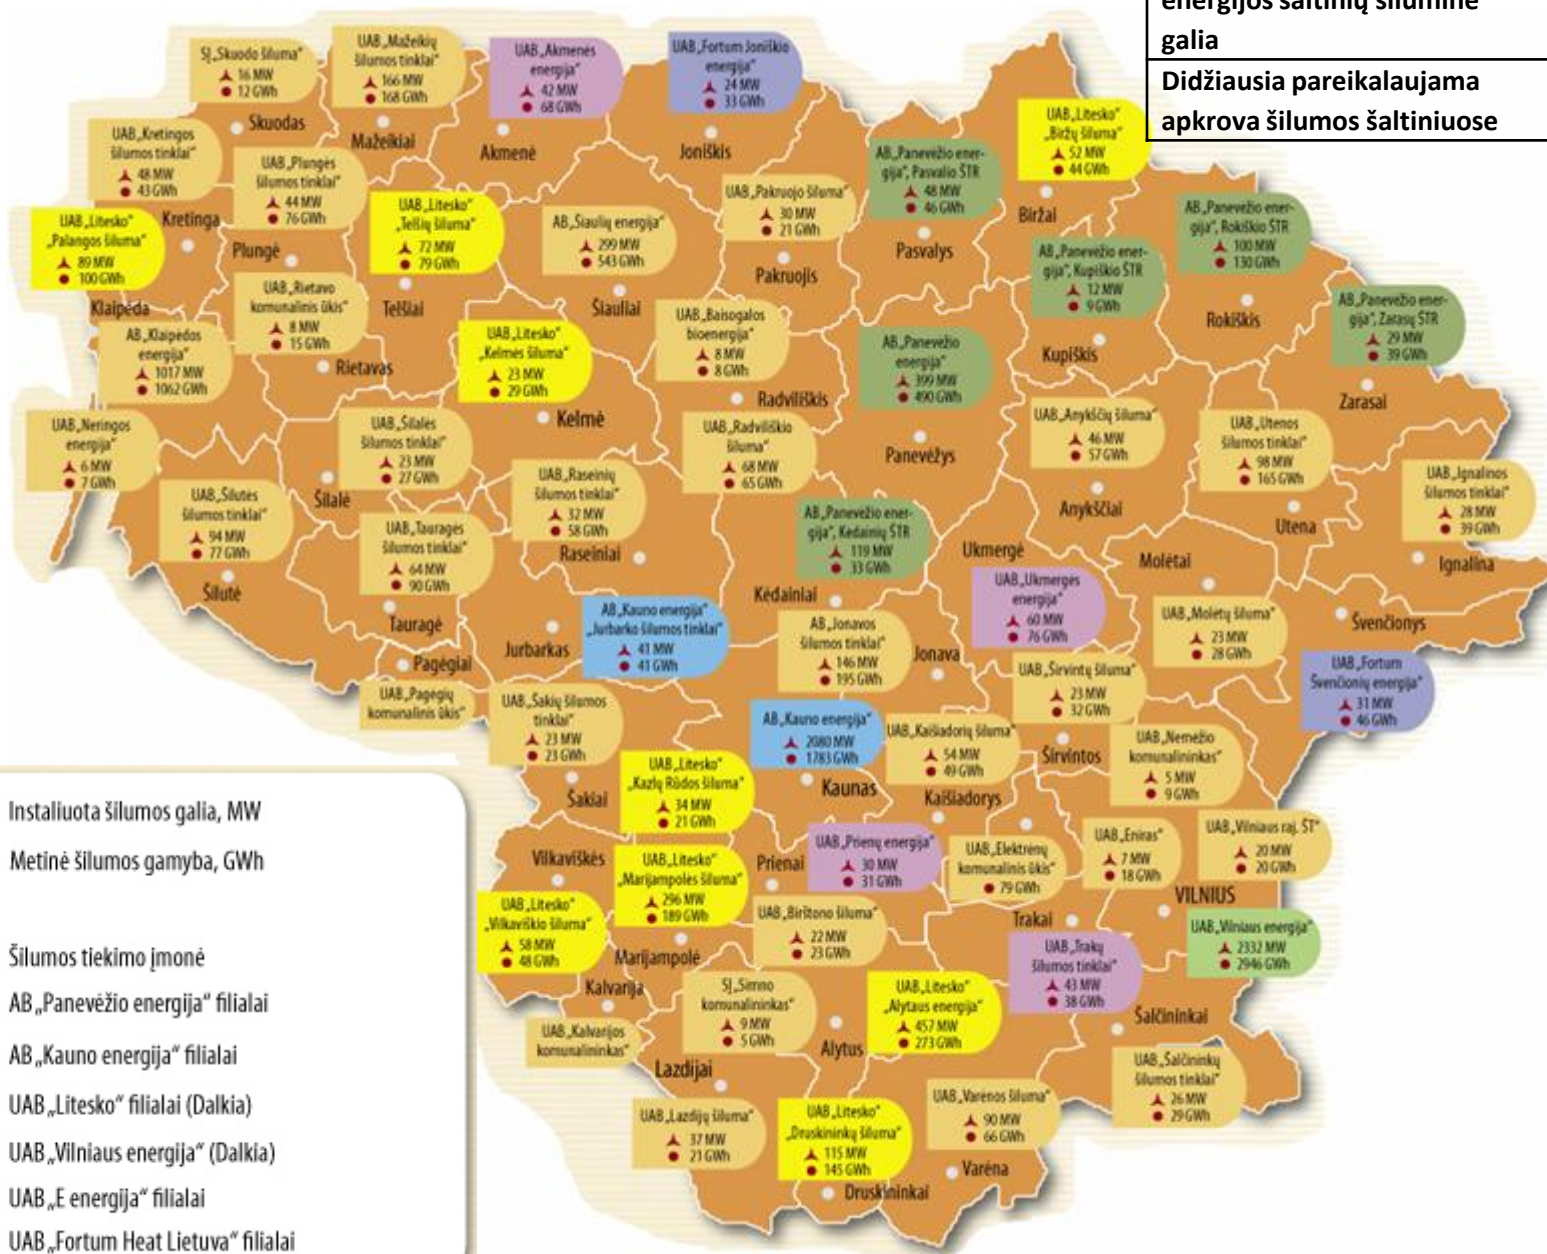 energijos šaltinių šiluminė
galia
Didžiausia pareikalaujama
apkrova šilumos šaltiniuose
SĮ „Skuodo šiluma“
16 MW
12 GWh
Skuodas
UAB „Mažeikių
šilumos tinklai“
166 MW
168 GWh
Mažeikiai
UAB „Akmenės
energija“
42 MW
68 GWh
Akmenė
UAB „Fortum Joniškio
energija“
24 MW
33 GWh
Joniškis
UAB „Litesko“
„Biržų šiluma“
52 MW
44 GWh
Biržai
UAB „Kretingos
šilumos tinklai“
48 MW
43 GWh
Kretinga
UAB „Plungės
šilumos tinklai“
44 MW
76 GWh
Plungė
AB „Panevėžio ener-
gija“, Pasvalio ŠTR
48 MW
46 GWh
Pasvalys
UAB „Pakruojo šiluma“
30 MW
21 GWh
Pakruojis
UAB „Litesko“
„Telšių šiluma“
72 MW
79 GWh
Telšiai
AB „Šiaulių energija“
299 MW
543 GWh
Šiauliai
AB „Panevėžio ener-
gija“, Rokiškio ŠTR
100 MW
130 GWh
Rokiškis
UAB „Litesko“
„Palangos šiluma“
89 MW
100 GWh
Klaipėda
AB „Panevėžio ener-
gija“, Kupiškio ŠTR
12 MW
9 GWh
Kupiškis
UAB „Rietavo
komunalinis ūkis“
8 MW
15 GWh
Rietavas
AB „Panevėžio ener-
gija“, Zarasų ŠTR
29 MW
39 GWh
Zarasai
UAB „Baisogalos
bioenergija“
8 MW
8 GWh
Radviliškis
AB „Klaipėdos
energija“
1017 MW
1062 GWh
UAB „Litesko“
„Kelmės šiluma“
23 MW
29 GWh
Kelmė
AB „Panevėžio
energija“
399 MW
490 GWh
Panevėžys
UAB „Neringos
energija“
6 MW
7 GWh
UAB „Šilalės
šilumos tinklai“
23 MW
27 GWh
Šilalė
UAB „Radviliškio
šiluma“
68 MW
65 GWh
UAB „Anykščių šiluma“
46 MW
57 GWh
Anykščiai
UAB „Utenos
šilumos tinklai“
98 MW
165 GWh
Utena
UAB „Ignalinos
šilumos tinklai“
28 MW
39 GWh
Ignalina
UAB „Raseinių
šilumos tinklai“
32 MW
58 GWh
Raseiniai
UAB „Šilutės
šilumos tinklai“
94 MW
77 GWh
Šilutė
UAB „Tauragės
šilumos tinklai“
64 MW
90 GWh
Tauragė
AB „Panevėžio ener-
gija“, Kėdainių ŠTR
119 MW
33 GWh
Kėdainiai
Ukmergė
UAB „Ukmergės
energija“
60 MW
76 GWh
Molėtai
UAB „Molėtų šiluma“
23 MW
28 GWh
Švenčionys
UAB „Fortum
Švenčionių energija“
31 MW
46 GWh
Jurbarkas
AB „Kauno energija“
„Jurbarko šilumos tinklai“
41 MW
41 GWh
AB „Jonavos
šilumos tinklai“
146 MW
195 GWh
Jonava
Pagėgiai
UAB „Pagėgių
komunalinis ūkis“
UAB „Širvintų šiluma“
23 MW
32 GWh
Širvintos
UAB „Šakių šilumos
tinklai“
23 MW
23 GWh
Šakiai
AB „Kauno energija“
2080 MW
1783 GWh
Kaunas
UAB „Kaišiadorių šiluma“
54 MW
49 GWh
Kaišiadorys
UAB „Nemėžio
komunalininkas“
5 MW
9 GWh
UAB „Litesko“
„Kazlų Rūdos šiluma“
34 MW
21 GWh
Vilkaviškės
UAB „Litesko“
„Marijampolės šiluma“
296 MW
189 GWh
Marijampolė
Prienai
UAB „Prienų energija“
30 MW
31 GWh
UAB „Elektrėnų
komunalinis ūkis“
79 GWh
UAB „Eniras“
7 MW
18 GWh
UAB „Vilniaus raj. ŠT“
20 MW
20 GWh
VILNIUS
UAB „Vilniaus energija“
2332 MW
2946 GWh
UAB „Litesko“
„Vilkaviškio šiluma“
58 MW
48 GWh
UAB „Birštono šiluma“
22 MW
23 GWh
Trakai
UAB „Trakų
šilumos tinklai“
43 MW
38 GWh
Kalvarija
UAB „Kalvarijos
komunalininkas“
SĮ „Simno
komunalininkas“
9 MW
5 GWh
Alytus
UAB „Litesko“
„Alytaus energija“
457 MW
273 GWh
Šalčininkai
UAB „Šalčininkų
šilumos tinklai“
26 MW
29 GWh
Lazdijai
UAB „Lazdijų šiluma“
37 MW
21 GWh
UAB „Litesko“
„Druskininkų šiluma“
115 MW
145 GWh
Druskininkai
UAB „Varėnos šiluma“
90 MW
66 GWh
Varėna
Instaliuota šilumos galia, MW
Metinė šilumos gamyba, GWh
Šilumos tiekimo įmonė
AB „Panevėžio energija“ filialai
AB „Kauno energija“ filialai
UAB „Litesko“ filialai (Dalkia)
UAB „Vilniaus energija“ (Dalkia)
UAB „E energija“ filialai
UAB „Fortum Heat Lietuva“ filialai